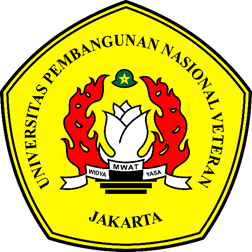 UNIVERSITAS PEMBANGUNAN NASIONAL VETERAN
MWAT
WIDYA YASA
JAKARTA